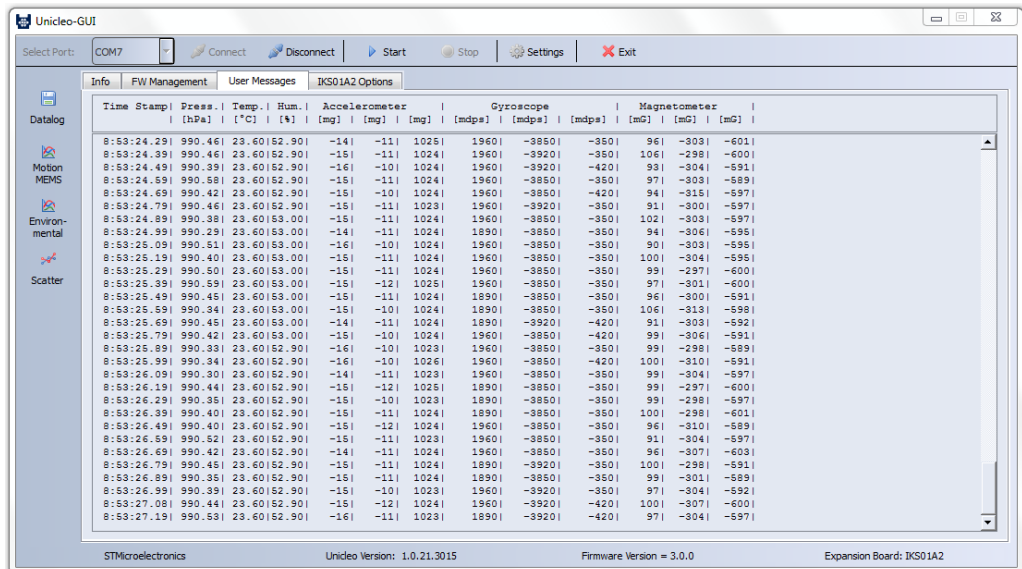 Unicleo-GUI
Select Port: COM7 Connect Disconnect Start Stop Settings Exit
Info FW Management User Messages IKS01A2 Options
Datalog
Motion MEMS
Environ-mental
Scatter
Time Stamp| Press.| Temp.| Hum.| Accelerometer | Gyroscope | Magnetometer |
| [hPa] | [°C] | [%] | [mg] | [mg] | [mg] | [mdps] | [mdps] | [mdps] | [mG] | [mG] | [mG] |
8:53:24.29| 990.46| 23.60|52.90| -14| -11| 1025| 1960| -3850| -350| 96| -303| -601|
8:53:24.39| 990.46| 23.60|52.90| -15| -11| 1024| 1960| -3920| -350| 106| -298| -600|
8:53:24.49| 990.39| 23.60|52.90| -16| -10| 1024| 1960| -3920| -420| 93| -304| -591|
8:53:24.59| 990.58| 23.60|52.90| -15| -11| 1024| 1960| -3850| -350| 97| -303| -589|
8:53:24.69| 990.42| 23.60|52.90| -15| -10| 1024| 1960| -3850| -420| 94| -315| -597|
8:53:24.79| 990.46| 23.60|52.90| -15| -11| 1023| 1960| -3920| -420| 91| -300| -597|
8:53:24.89| 990.38| 23.60|53.00| -15| -11| 1024| 1960| -3850| -350| 102| -303| -597|
8:53:24.99| 990.29| 23.60|53.00| -14| -11| 1024| 1890| -3850| -350| 94| -306| -595|
8:53:25.09| 990.51| 23.60|53.00| -16| -10| 1024| 1960| -3850| -350| 90| -303| -595|
8:53:25.19| 990.40| 23.60|53.00| -15| -11| 1024| 1960| -3850| -350| 100| -304| -595|
8:53:25.29| 990.50| 23.60|53.00| -15| -11| 1024| 1960| -3850| -350| 99| -297| -600|
8:53:25.39| 990.59| 23.60|53.00| -15| -12| 1025| 1960| -3850| -350| 97| -301| -600|
8:53:25.49| 990.45| 23.60|53.00| -15| -11| 1024| 1890| -3850| -350| 96| -300| -591|
8:53:25.59| 990.34| 23.60|53.00| -15| -10| 1024| 1890| -3850| -350| 106| -313| -598|
8:53:25.69| 990.45| 23.60|53.00| -14| -11| 1024| 1890| -3920| -420| 91| -303| -592|
8:53:25.79| 990.42| 23.60|53.00| -15| -10| 1024| 1960| -3850| -420| 99| -306| -591|
8:53:25.89| 990.33| 23.60|52.90| -16| -10| 1023| 1960| -3850| -350| 99| -298| -589|
8:53:25.99| 990.34| 23.60|52.90| -16| -10| 1026| 1960| -3850| -420| 100| -310| -591|
8:53:26.09| 990.30| 23.60|52.90| -14| -11| 1023| 1960| -3850| -350| 99| -304| -597|
8:53:26.19| 990.44| 23.60|52.90| -15| -12| 1025| 1890| -3850| -350| 99| -297| -600|
8:53:26.29| 990.35| 23.60|52.90| -15| -10| 1023| 1890| -3850| -350| 99| -298| -597|
8:53:26.39| 990.40| 23.60|52.90| -15| -11| 1024| 1890| -3850| -350| 100| -298| -601|
8:53:26.49| 990.40| 23.60|52.90| -15| -12| 1024| 1960| -3850| -350| 96| -310| -589|
8:53:26.59| 990.52| 23.60|52.90| -15| -11| 1023| 1960| -3850| -350| 91| -304| -597|
8:53:26.69| 990.42| 23.60|52.90| -14| -11| 1024| 1960| -3850| -350| 96| -307| -603|
8:53:26.79| 990.45| 23.60|52.90| -15| -11| 1024| 1890| -3920| -350| 100| -298| -591|
8:53:26.89| 990.35| 23.60|52.90| -15| -11| 1024| 1890| -3850| -350| 99| -301| -589|
8:53:26.99| 990.39| 23.60|52.90| -15| -10| 1023| 1960| -3920| -350| 97| -304| -592|
8:53:27.08| 990.44| 23.60|52.90| -15| -12| 1024| 1960| -3920| -420| 100| -307| -600|
8:53:27.19| 990.53| 23.60|52.90| -16| -11| 1023| 1890| -3920| -420| 97| -304| -597|
STMicroelectronics Unicleo Version: 1.0.21.3015 Firmware Version = 3.0.0 Expansion Board: IKS01A2